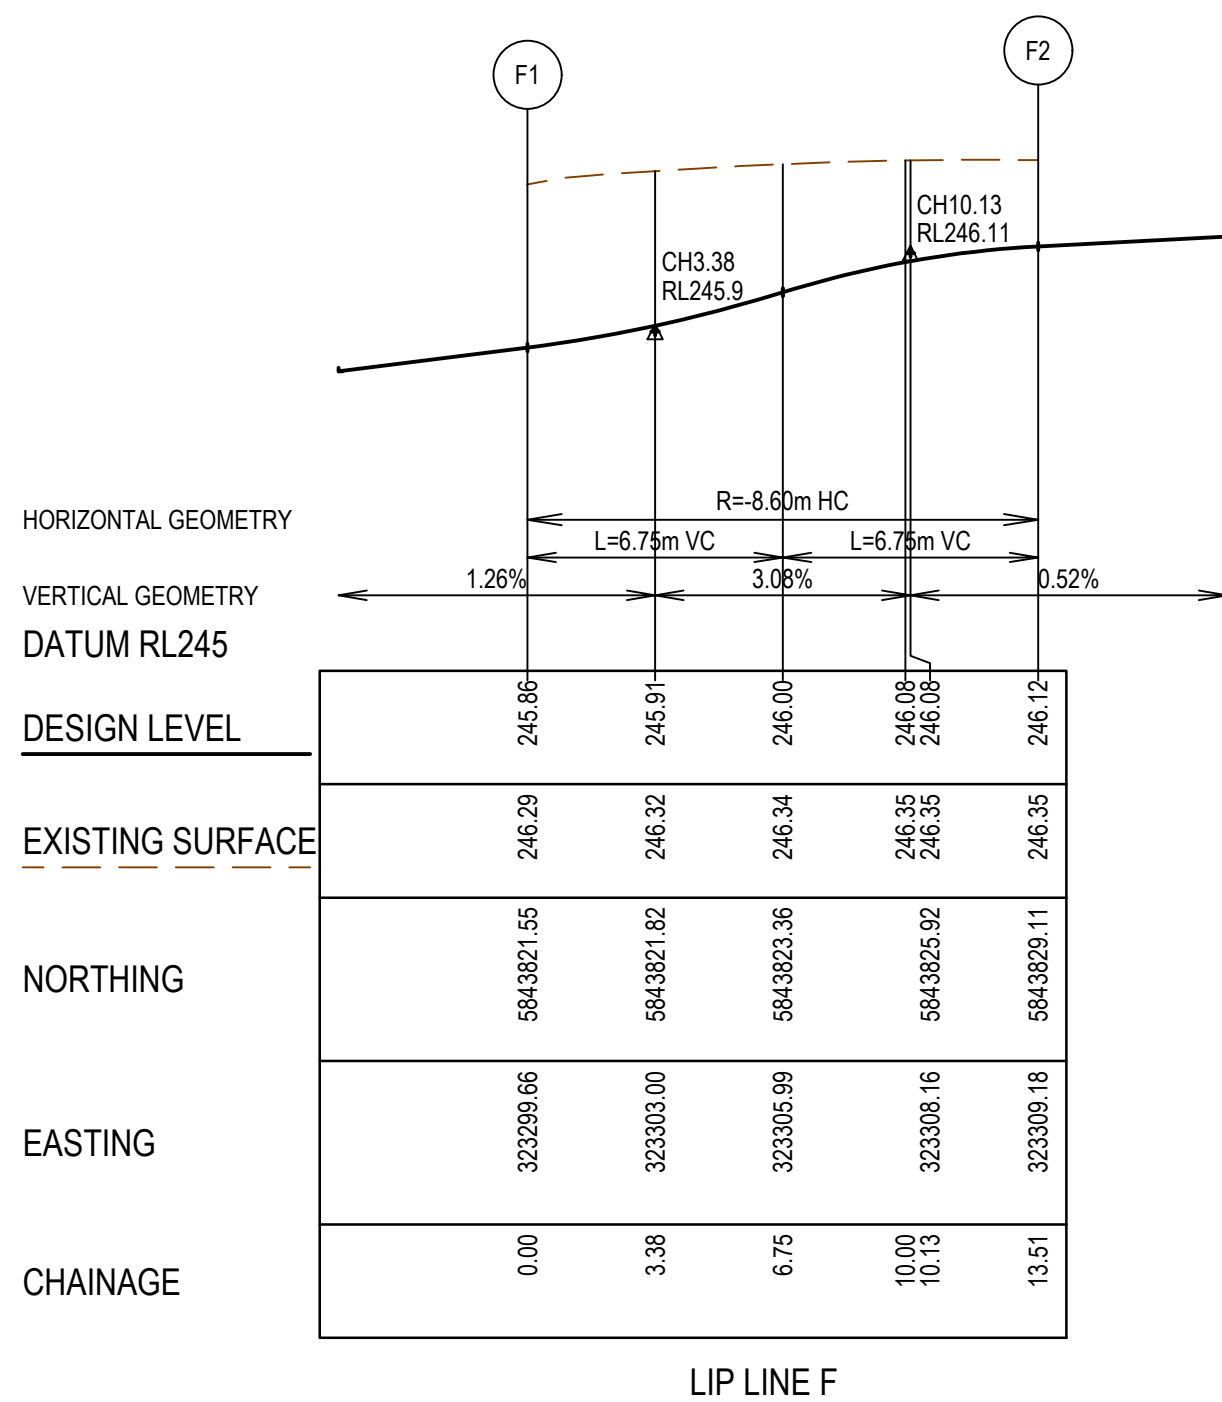 F1
F2
CH10.13
RL246.11
CH3.38
RL245.9
HORIZONTAL GEOMETRY
R=-8.60m HC
L=6.75m VC
L=6.75m VC
VERTICAL GEOMETRY
1.26%
3.08%
0.52%
DATUM RL245
DESIGN LEVEL
245.86
245.91
246.00
246.08
246.08
246.12
EXISTING SURFACE
246.29
246.32
246.34
246.35
246.35
246.35
NORTHING
5843821.55
5843821.82
5843823.36
5843825.92
5843829.11
EASTING
323299.66
323303.00
323305.99
323308.16
323309.18
CHAINAGE
0.00
3.38
6.75
10.00
10.13
13.51
LIP LINE F